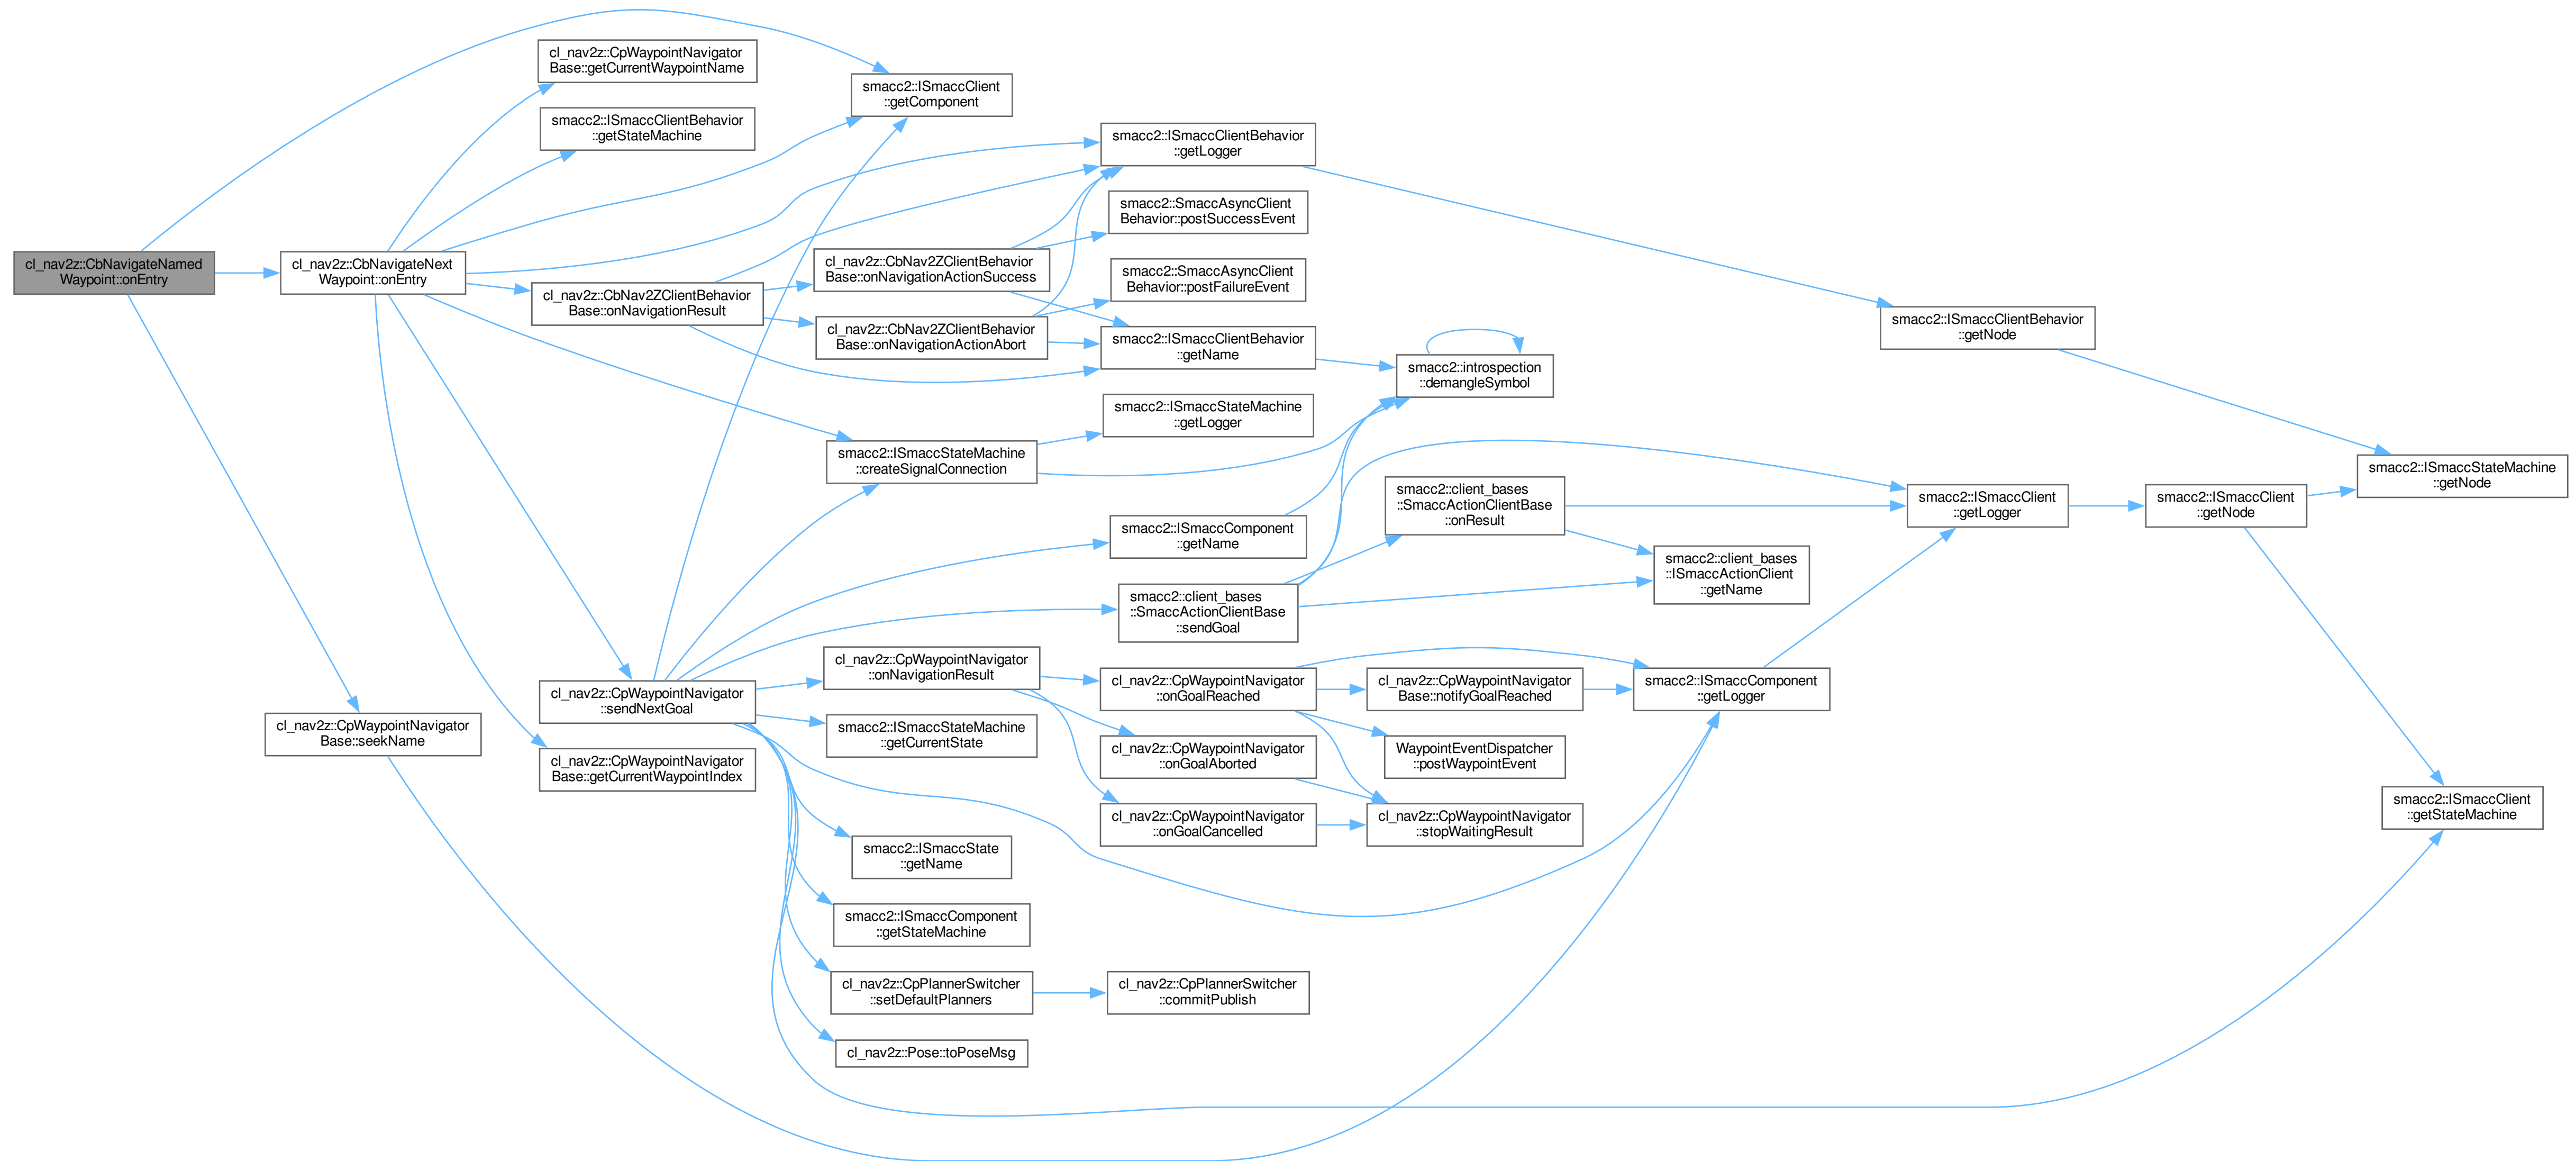 cl_nav2z::CbNavigateNamed
Waypoint::onEntry
cl_nav2z::CbNavigateNext
Waypoint::onEntry
cl_nav2z::CpWaypointNavigator
Base::seekName
cl_nav2z::CpWaypointNavigator
Base::getCurrentWaypointName
smacc2::ISmaccClientBehavior
::getStateMachine
cl_nav2z::CbNav2ZClientBehavior
Base::onNavigationResult
cl_nav2z::CpWaypointNavigator
::sendNextGoal
cl_nav2z::CpWaypointNavigator
Base::getCurrentWaypointIndex
smacc2::ISmaccClient
::getComponent
cl_nav2z::CbNav2ZClientBehavior
Base::onNavigationActionSuccess
cl_nav2z::CbNav2ZClientBehavior
Base::onNavigationActionAbort
smacc2::ISmaccStateMachine
::createSignalConnection
cl_nav2z::CpWaypointNavigator
::onNavigationResult
smacc2::ISmaccStateMachine
::getCurrentState
smacc2::ISmaccState
::getName
smacc2::ISmaccComponent
::getStateMachine
cl_nav2z::CpPlannerSwitcher
::setDefaultPlanners
cl_nav2z::Pose::toPoseMsg
smacc2::ISmaccClientBehavior
::getLogger
smacc2::SmaccAsyncClient
Behavior::postSuccessEvent
smacc2::SmaccAsyncClient
Behavior::postFailureEvent
smacc2::ISmaccClientBehavior
::getName
smacc2::ISmaccStateMachine
::getLogger
smacc2::ISmaccComponent
::getName
smacc2::client_bases
::SmaccActionClientBase
::sendGoal
cl_nav2z::CpWaypointNavigator
::onGoalReached
cl_nav2z::CpWaypointNavigator
::onGoalAborted
cl_nav2z::CpWaypointNavigator
::onGoalCancelled
cl_nav2z::CpPlannerSwitcher
::commitPublish
smacc2::introspection
::demangleSymbol
smacc2::client_bases
::SmaccActionClientBase
::onResult
cl_nav2z::CpWaypointNavigator
Base::notifyGoalReached
WaypointEventDispatcher
::postWaypointEvent
cl_nav2z::CpWaypointNavigator
::stopWaitingResult
smacc2::client_bases
::ISmaccActionClient
::getName
smacc2::ISmaccComponent
::getLogger
smacc2::ISmaccClientBehavior
::getNode
smacc2::ISmaccClient
::getLogger
smacc2::ISmaccClient
::getNode
smacc2::ISmaccStateMachine
::getNode
smacc2::ISmaccClient
::getStateMachine